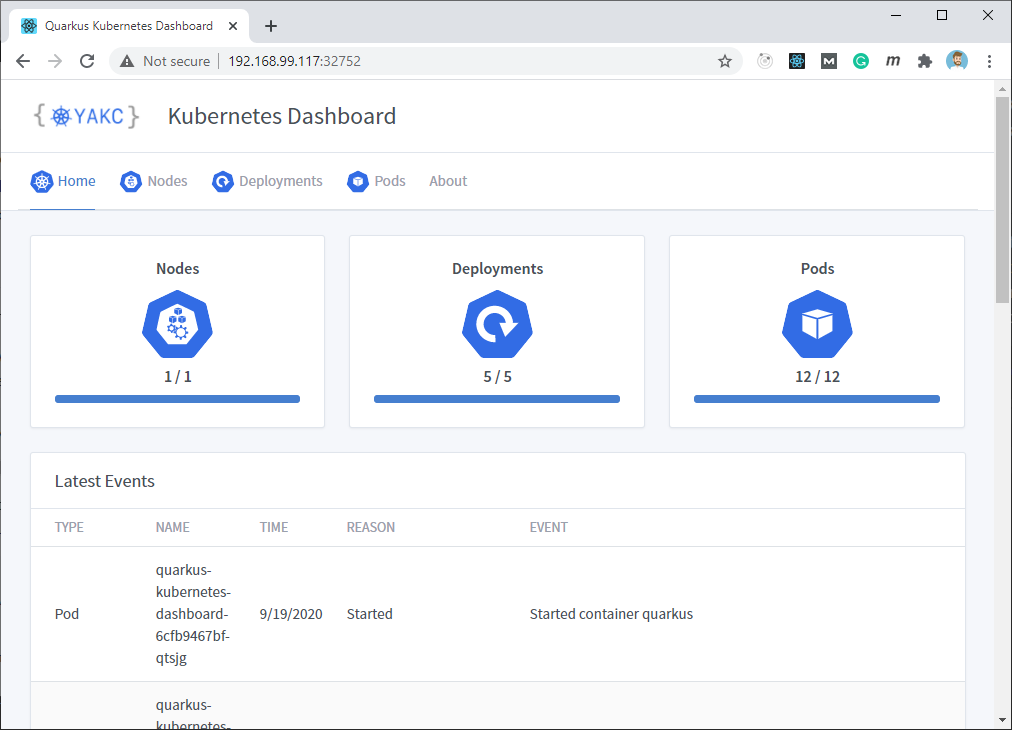 Quarkus Kubernetes Dashboard
Not secure 192.168.99.117:32752
{ YAKC } Kubernetes Dashboard
Home Nodes Deployments Pods About
Nodes Deployments Pods
1 / 1 5 / 5 12 / 12
Latest Events
TYPE NAME TIME REASON EVENT
quarkus-
kubernetes-
Pod dashboard- 9/19/2020 Started Started container quarkus
6cfb9467bf-
qtsjg
quarkus-
kubernetes-